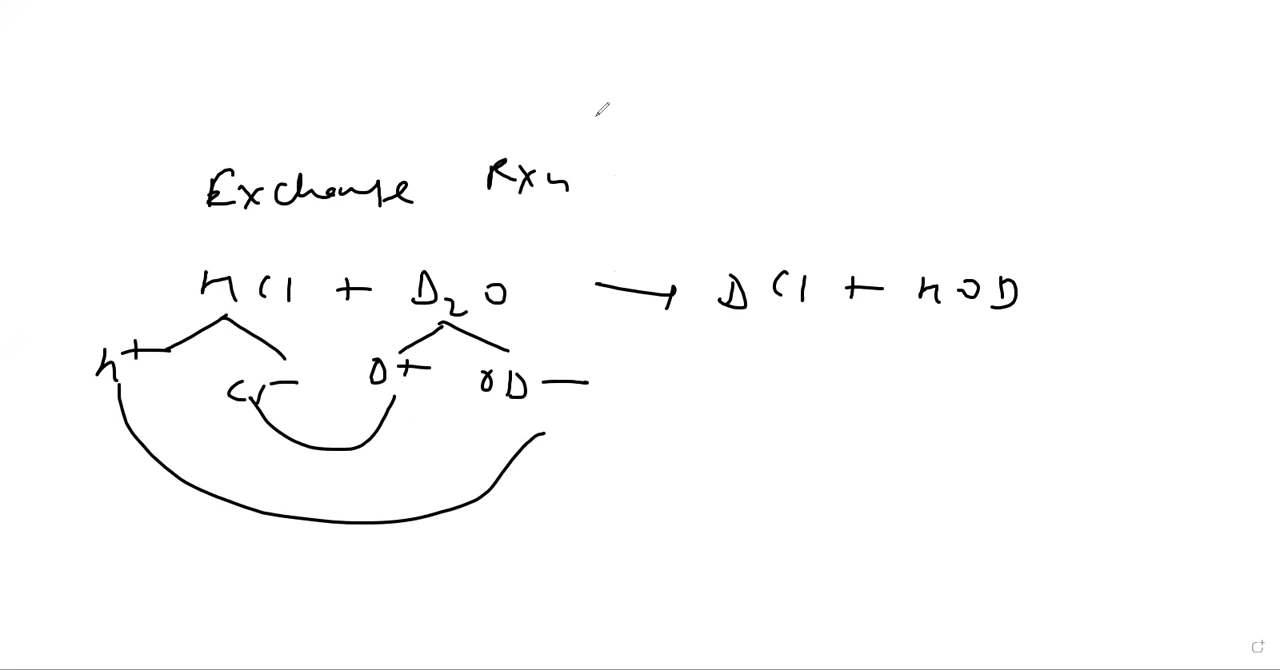 Exchange Rxn
HCl + D₂O → DCl + HOD
H⁺ Cl⁻ D⁺ OD⁻